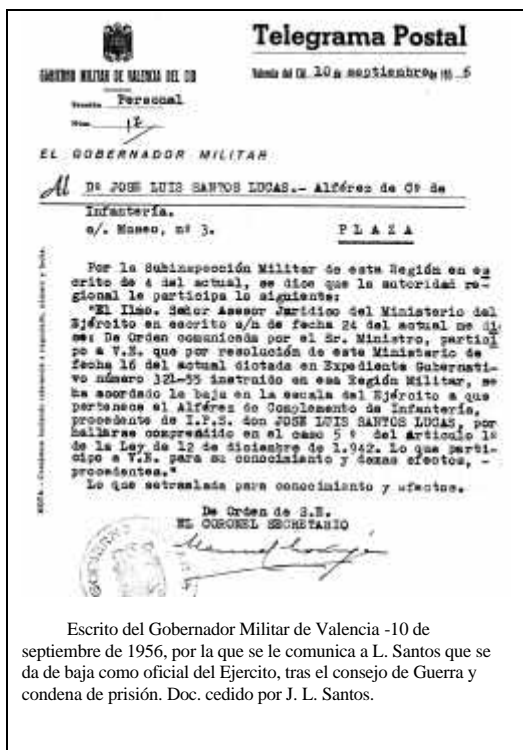 Telegrama Postal
GOBIERNO MILITAR DE VALENCIA DEL CID
Valencia del Cid, 10 de septiembre de 195 6
Sección Personal
Núm.
EL GOBERNADOR MILITAR
Al Dº JOSE LUIS SANTOS LUCAS.- Alférez de Cº de
Infantería.
c/. Museo, nº 3. P L A Z A
Por la Subinspección Militar de esta Región en es
crito de 4 del actual, se dice que la autoridad re-
gional le participa lo siguiente:
"El Ilmo. Señor Asesor Jurídico del Ministerio del
Ejército en escrito s/n de fecha 24 del actual me di
se: De Orden comunicada por el Sr. Ministro, partici
po a V.E. que por resolución de este Ministerio de
fecha 16 del actual dictada en Expediente Gubernati-
vo número 321-55 instruido en esa Región Militar, se
ha acordado la baja en la escala del Ejército a que
pertenece el Alférez de Complemento de Infantería,
procedente de I.P.S. don JOSE LUIS SANTOS LUCAS, por
hallarse comprendido en el caso 5º del Artículo 1º
de la Ley de 12 de diciembre de 1.942. Lo que parti-
cipo a V.E. para su conocimiento y demas efectos, -
procedentes."
Lo que se traslada para conocimiento y efectos.
De Orden de S.E.
EL CORONEL SECRETARIO
Escrito del Gobernador Militar de Valencia -10 de
septiembre de 1956, por la que se le comunica a L. Santos que se
da de baja como oficial del Ejercito, tras el consejo de Guerra y
condena de prisión. Doc. cedido por J. L. Santos.